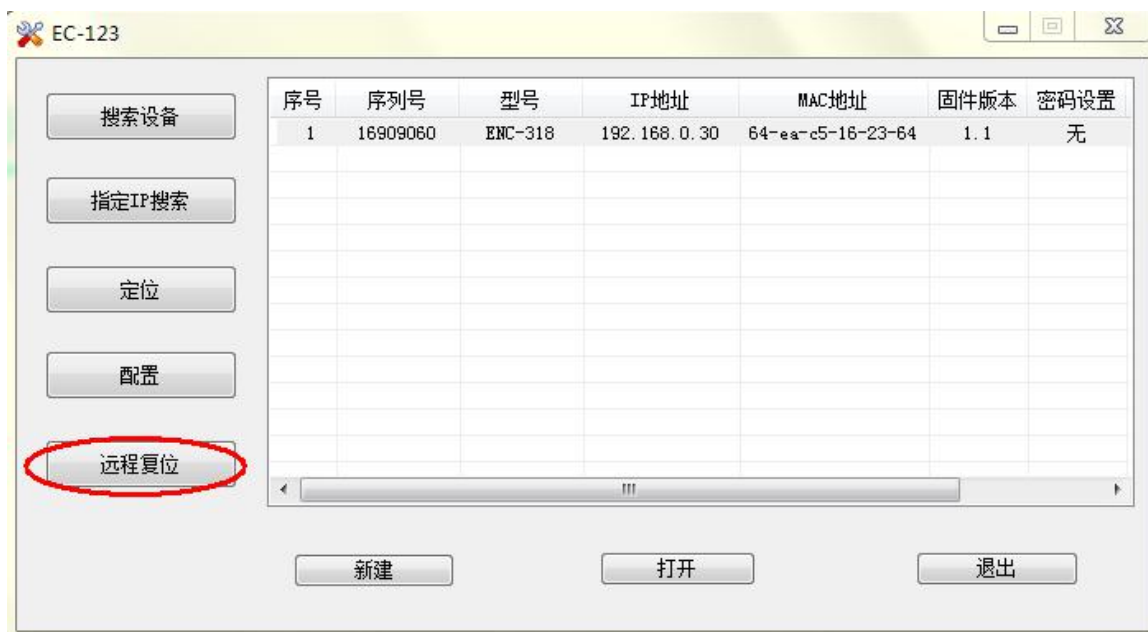 EC-123
搜索设备
指定IP搜索
定位
配置
远程复位
序号 序列号 型号 IP地址 MAC地址 固件版本 密码设置
1 16909060 ENC-318 192.168.0.30 64-ea-c5-16-23-64 1.1 无
新建 打开 退出